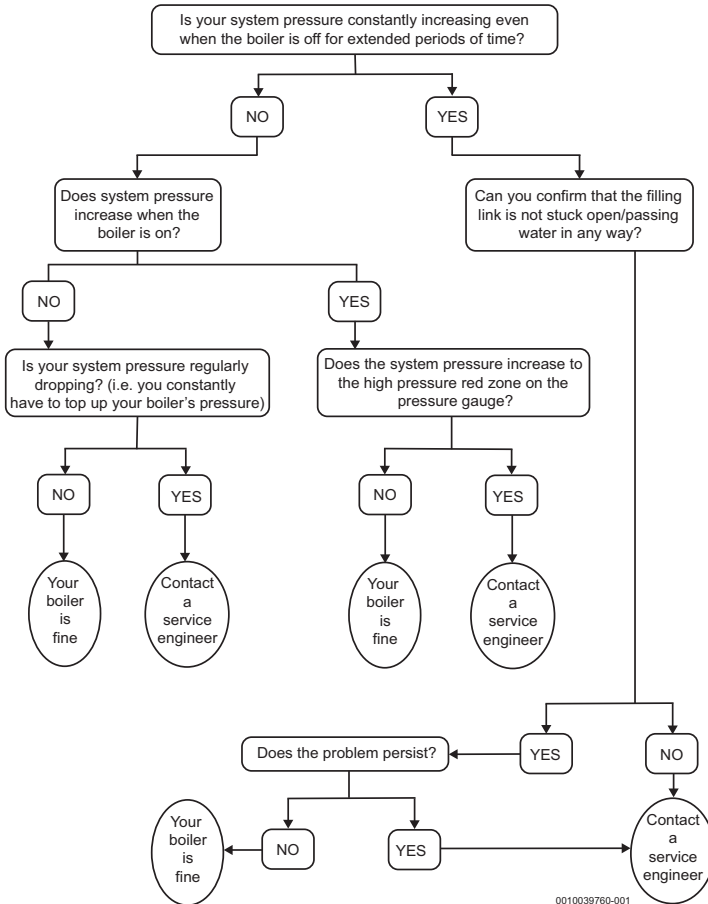 Is your system pressure constantly increasing even
when the boiler is off for extended periods of time?
NO
YES
Does system pressure
increase when the
boiler is on?
Can you confirm that the filling
link is not stuck open/passing
water in any way?
NO
YES
Is your system pressure regularly
dropping? (i.e. you constantly
have to top up your boiler's pressure)
Does the system pressure increase to
the high pressure red zone on the
pressure gauge?
NO
YES
NO
YES
Your
boiler
is
fine
Contact
a
service
engineer
Your
boiler
is
fine
Contact
a
service
engineer
Does the problem persist?
YES
NO
Your
boiler
is
fine
NO
YES
Contact
a
service
engineer
0010039760-001